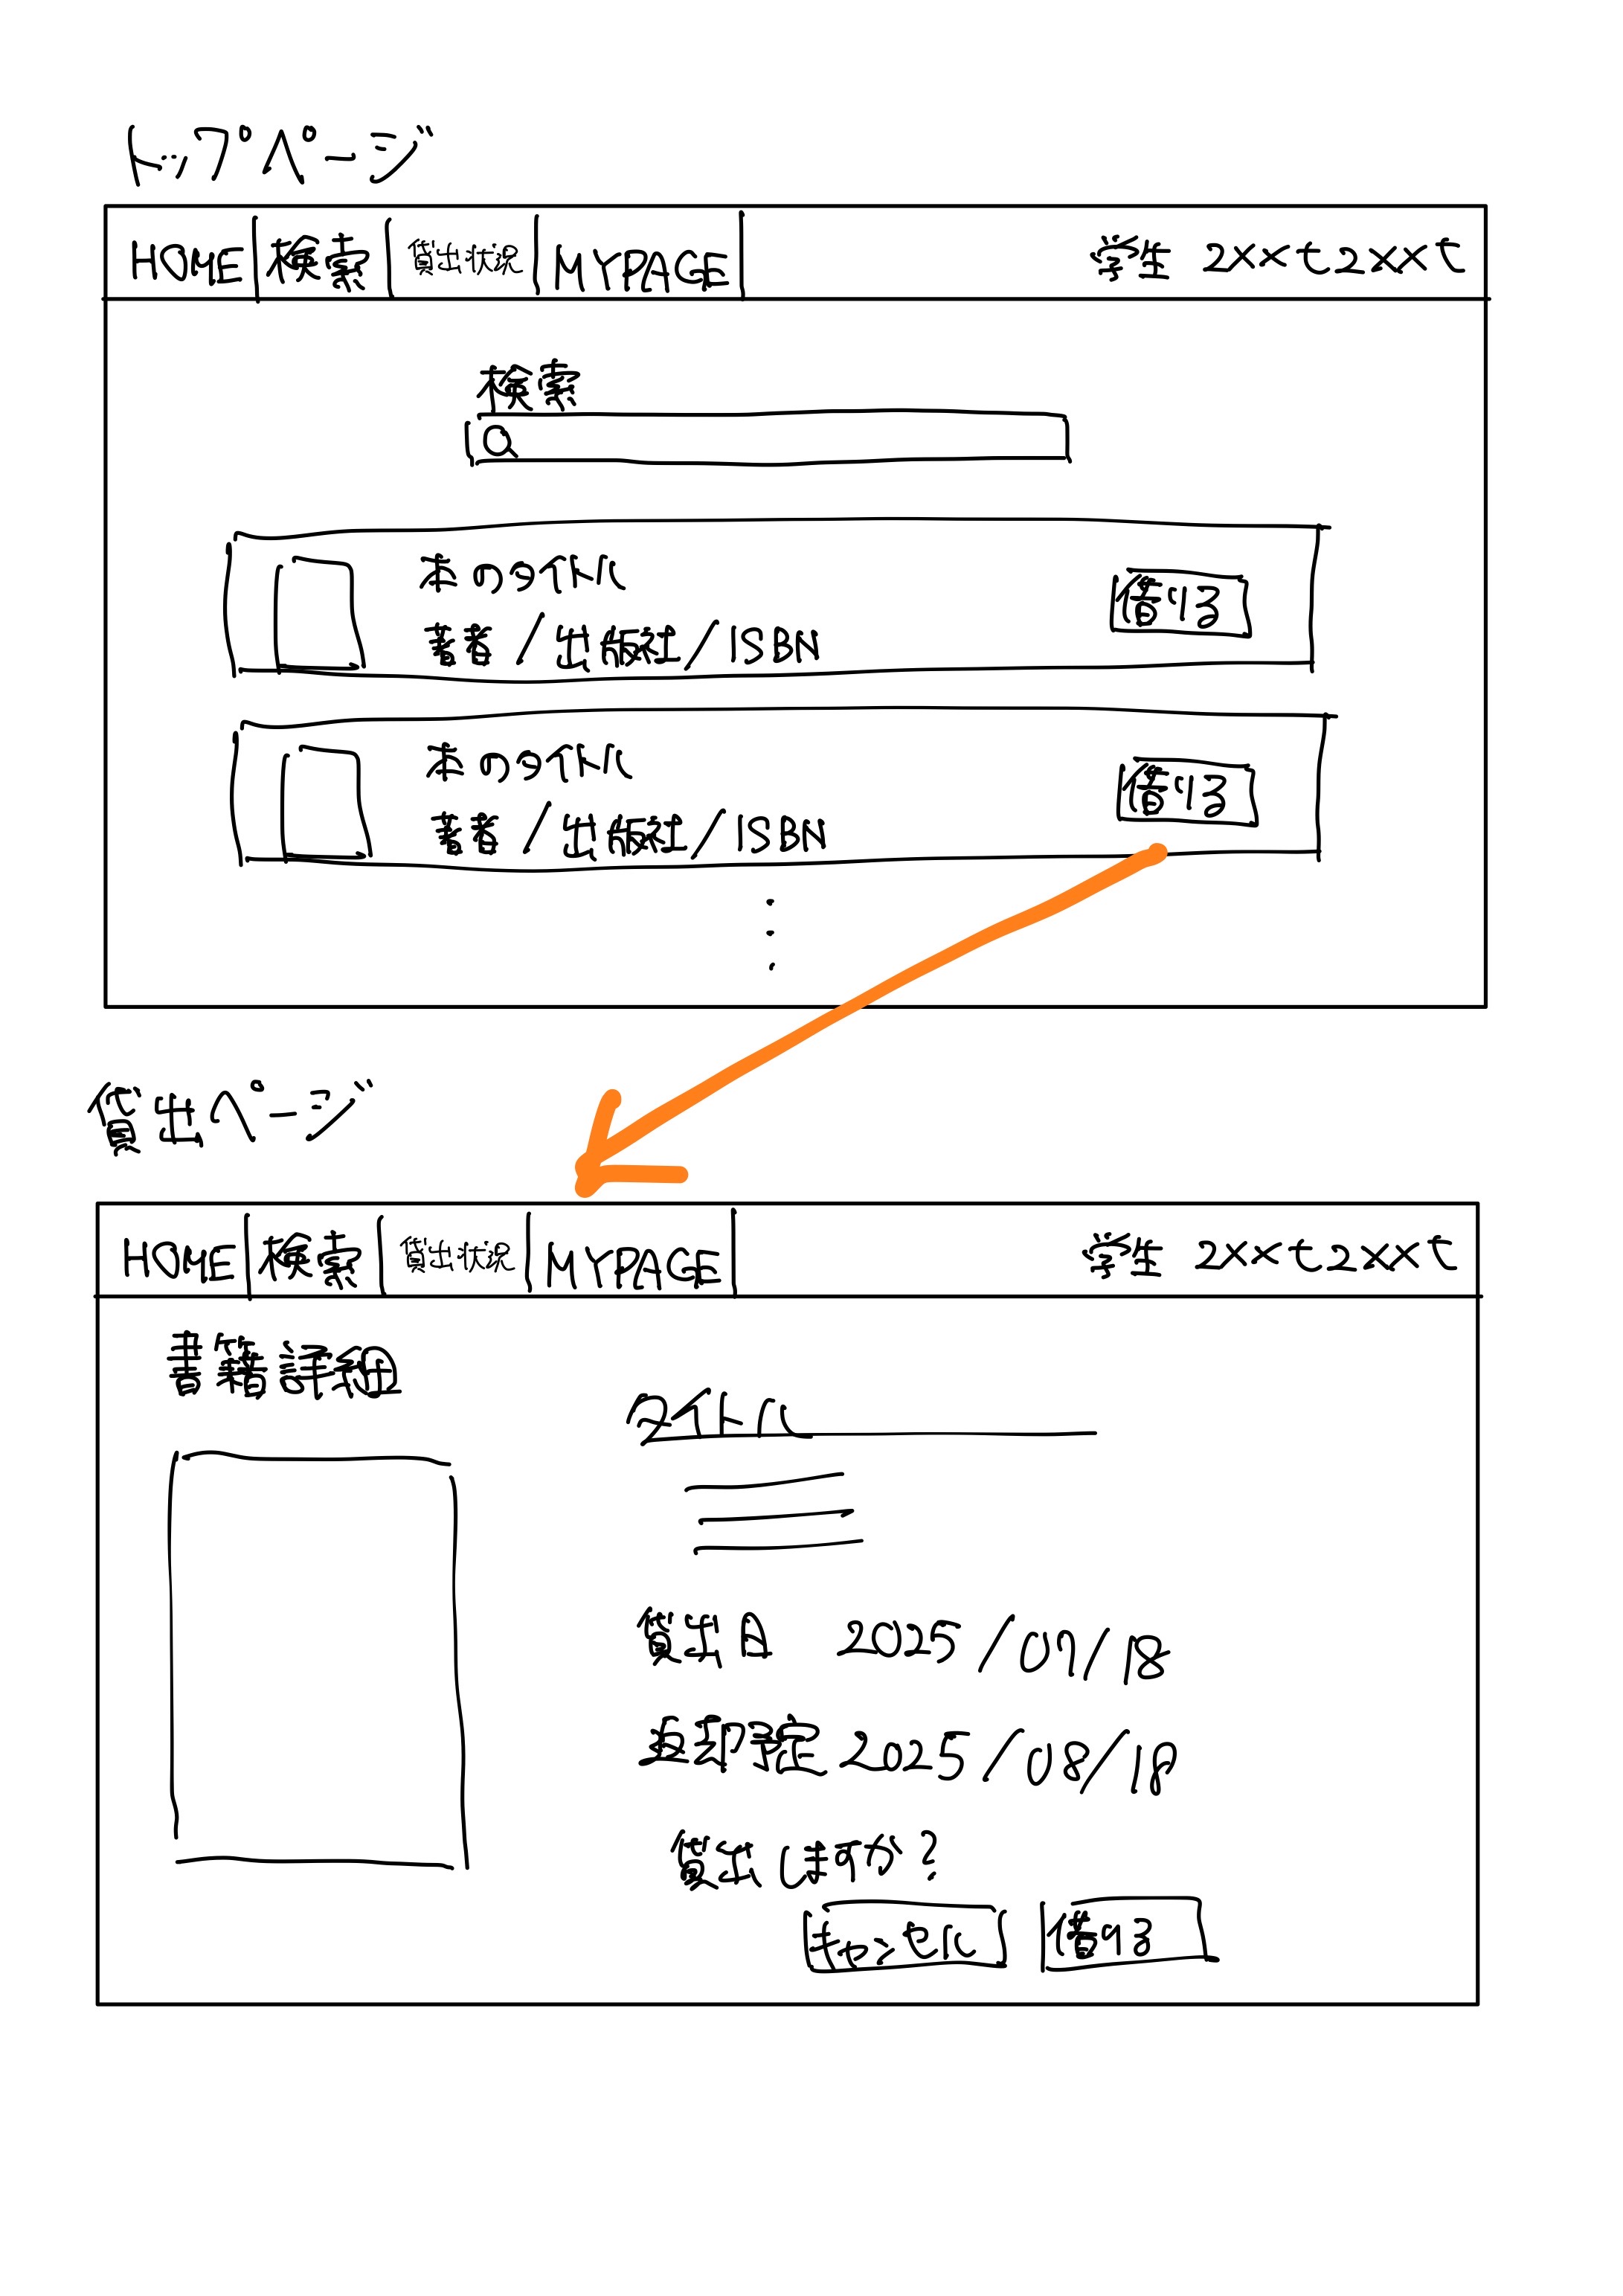 トップページ
HOME 検索 貸出状況 MYPAGE 学生 2××t2××t
検索
本のタイトル
著者/出版社/ISBN
借りる
本のタイトル
著者/出版社/ISBN
借りる
貸出ページ
HOME 検索 貸出状況 MYPAGE 学生 2××t2××t
書籍詳細
タイトル
貸出日 2025/07/18
返却予定 2025/08/18
貸出しますか?
キャンセル 借りる